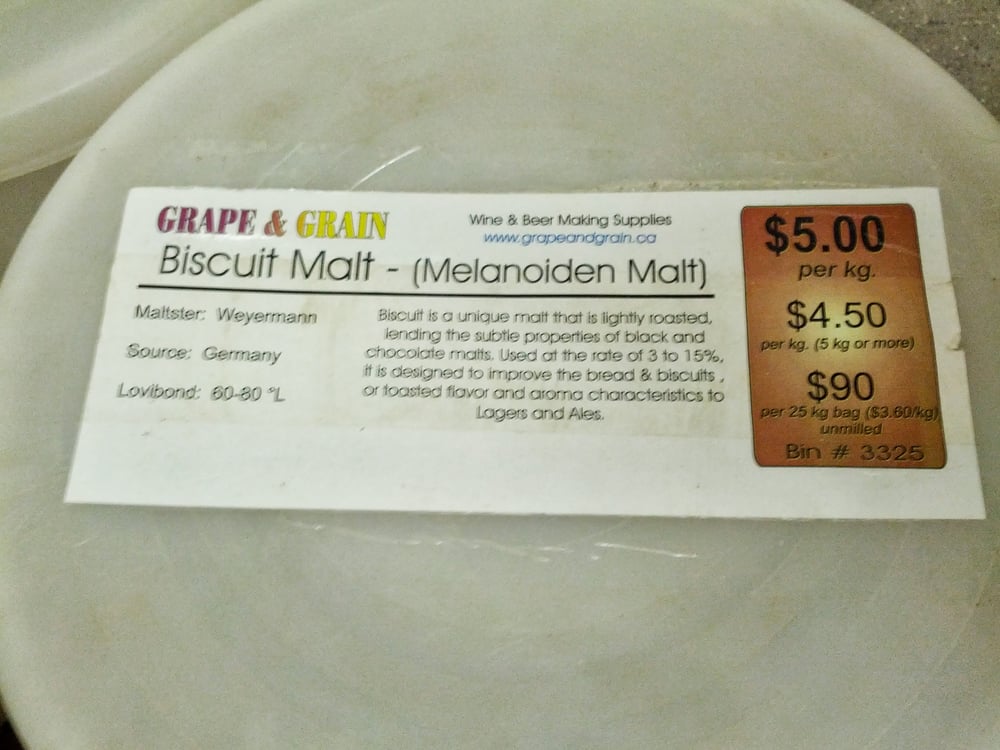 GRAPE & GRAIN
Wine & Beer Making Supplies
www.grapeandgrain.ca
Biscuit Malt - (Melanoiden Malt)
Maltster: Weyermann
Source: Germany
Lovibond: 60-80 °L
Biscuit is a unique malt that is lightly roasted,
lending the subtle properties of black and
chocolate malts. Used at the rate of 3 to 15%,
it is designed to improve the bread & biscuits ,
or toasted flavor and aroma characteristics to
Lagers and Ales.
$5.00
per kg.
$4.50
per kg. (5 kg or more)
$90
per 25 kg bag ($3.60/kg)
unmilled
Bin # 3325